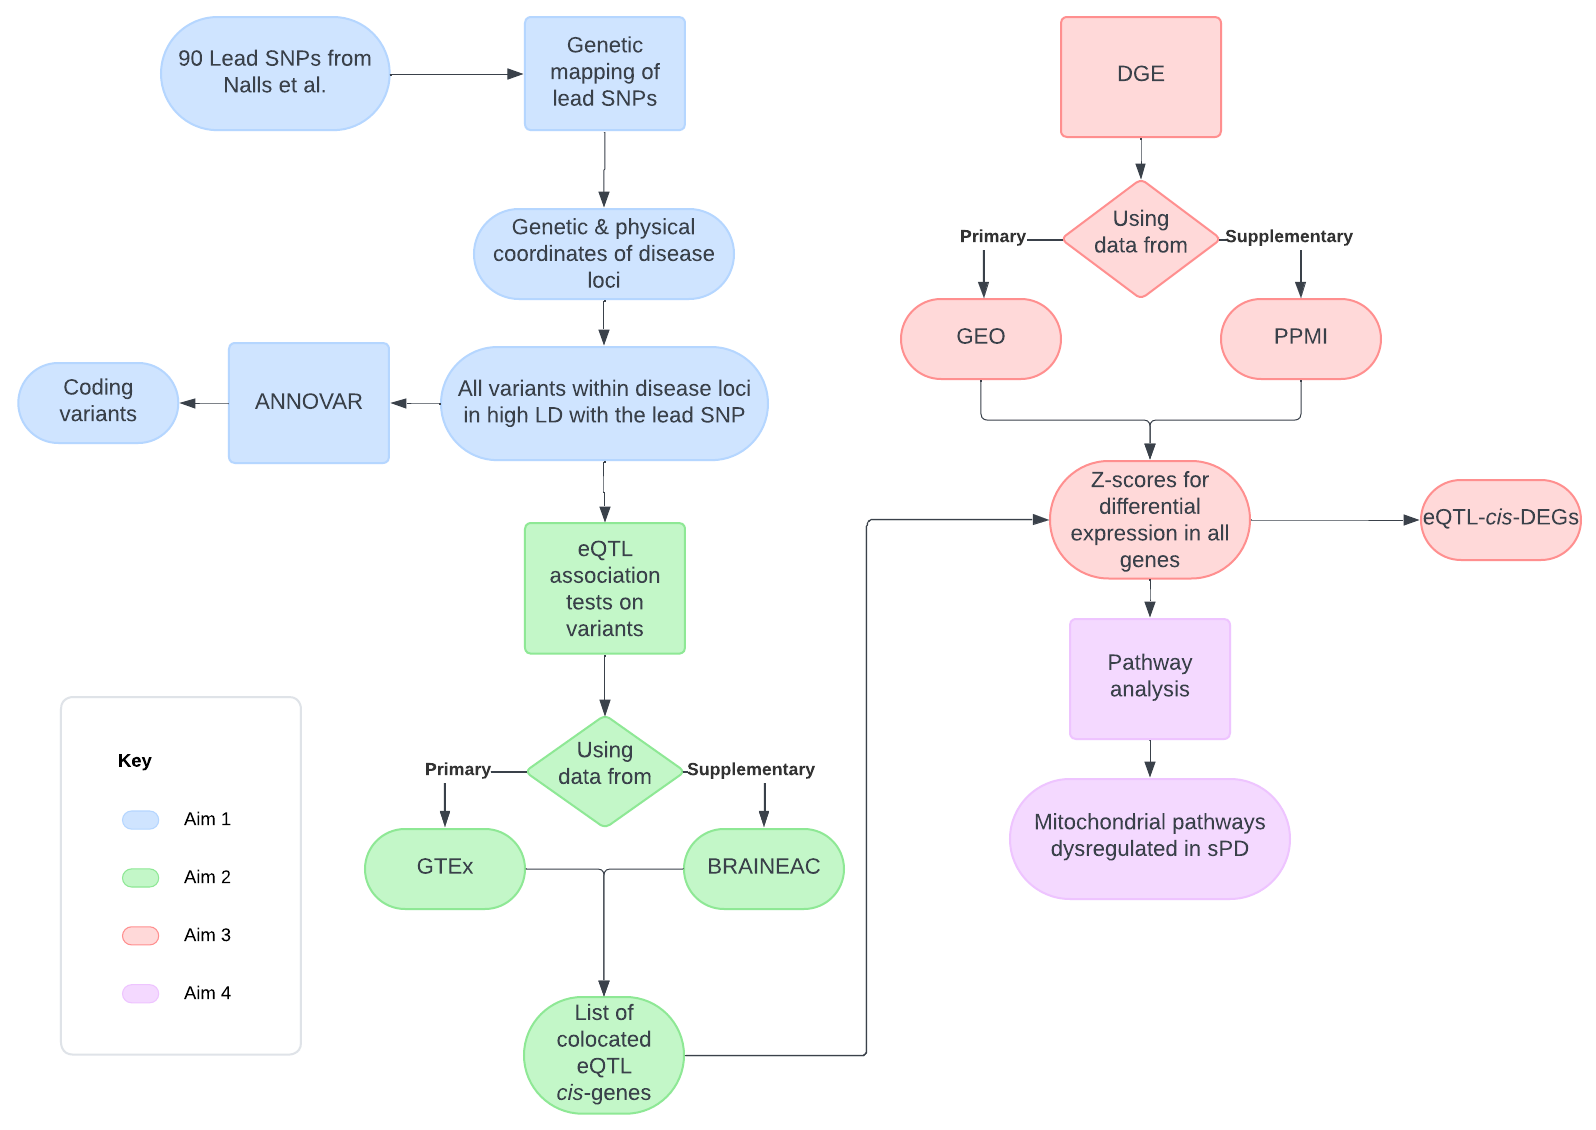 90 Lead SNPs from
Nalls et al.
Genetic
mapping of
lead SNPs
Genetic & physical
coordinates of disease
loci
All variants within disease loci
in high LD with the lead SNP
ANNOVAR
Coding
variants
eQTL
association
tests on
variants
Using
data from
Primary
Supplementary
GTEx
BRAINEAC
List of
colocated
eQTL
cis-genes
DGE
Using
data from
Primary
Supplementary
GEO
PPMI
Z-scores for
differential
expression in all
genes
eQTL-cis-DEGs
Pathway
analysis
Mitochondrial pathways
dysregulated in sPD
Key
Aim 1
Aim 2
Aim 3
Aim 4